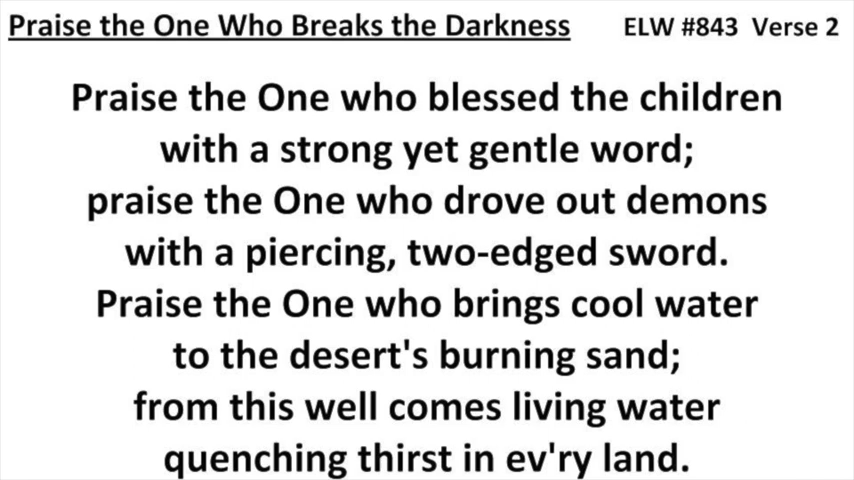 Praise the One Who Breaks the Darkness ELW #843 Verse 2
Praise the One who blessed the children
with a strong yet gentle word;
praise the One who drove out demons
with a piercing, two-edged sword.
Praise the One who brings cool water
to the desert's burning sand;
from this well comes living water
quenching thirst in ev'ry land.